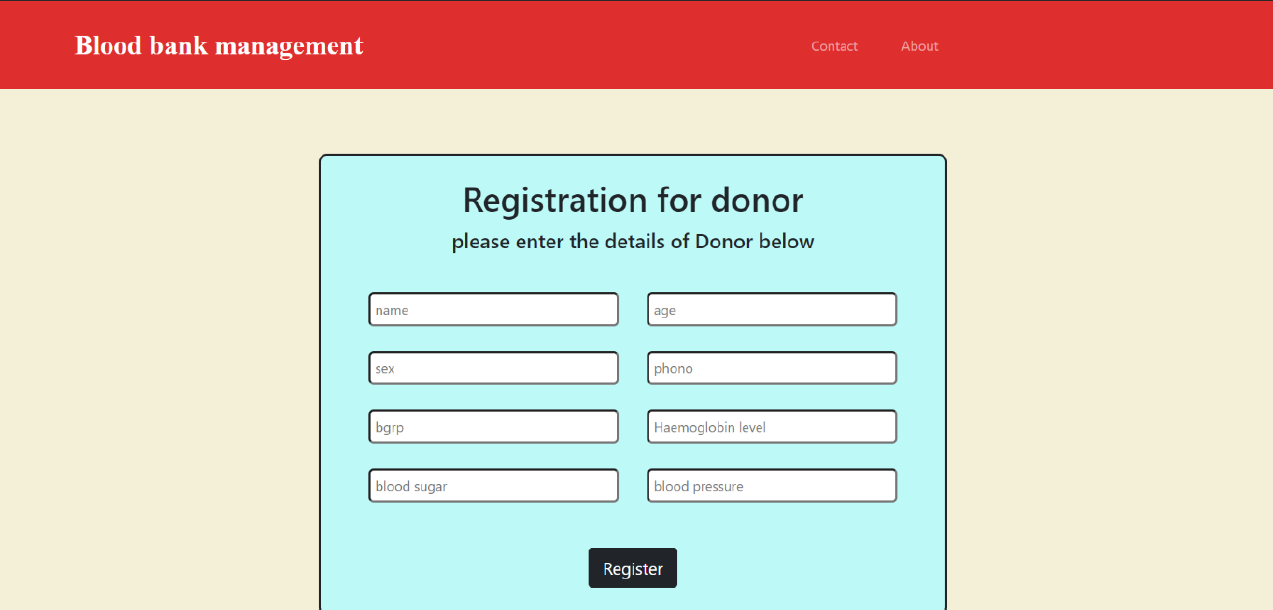 Blood bank management
Contact About
Registration for donor
please enter the details of Donor below
name age
sex phono
bgrp Haemoglobin level
blood sugar blood pressure
Register